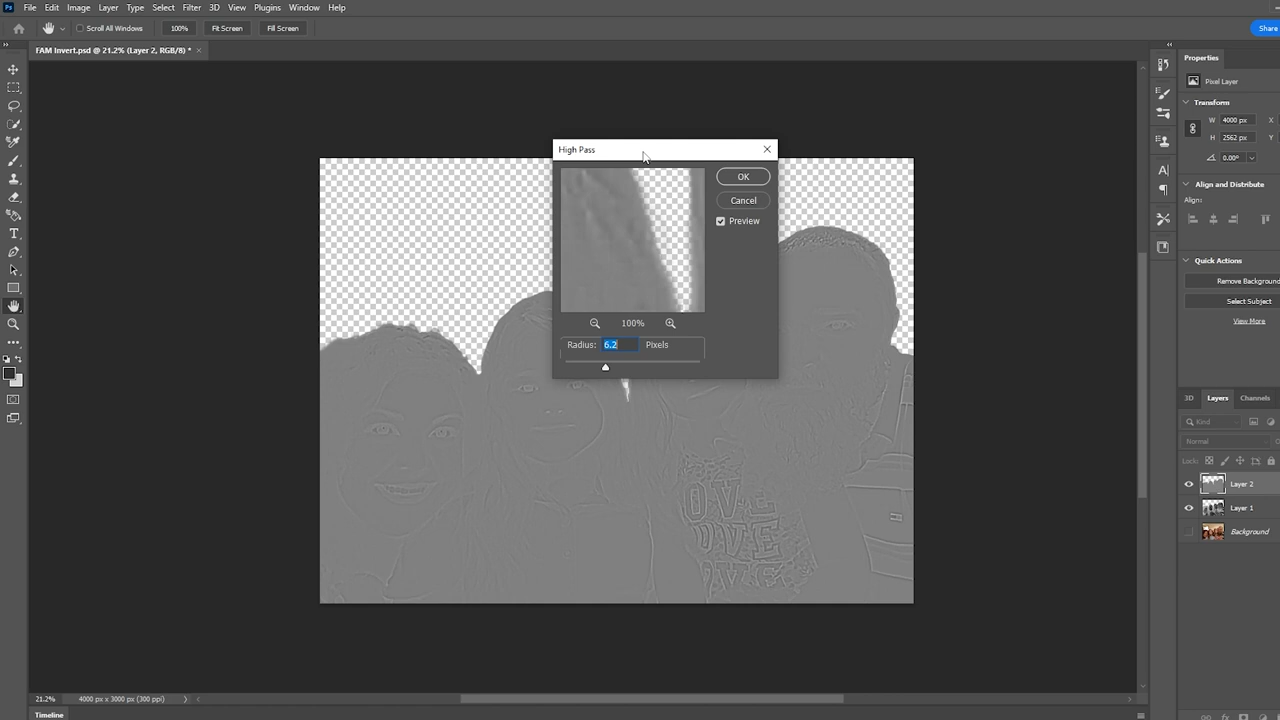 Ps File Edit Image Layer Type Select Filter 3D View Plugins Window Help
Scroll All Windows 100% Fit Screen Fill Screen Share
FAM Invert.psd @ 21.2% (Layer 2, RGB/8) * ×
Properties
Pixel Layer
Transform
W 4000 px X
H 2562 px Y
0.00°
Align and Distribute
Align:
Quick Actions
Remove Background
Select Subject
View More
High Pass
OK
Cancel
Preview
100%
Radius: 6.2 Pixels
OVE
OVE
OVE
3D Layers Channels
Kind
Normal
Lock:
Layer 2
Layer 1
Background
21.2% 4000 px x 3000 px (300 ppi)
Timeline